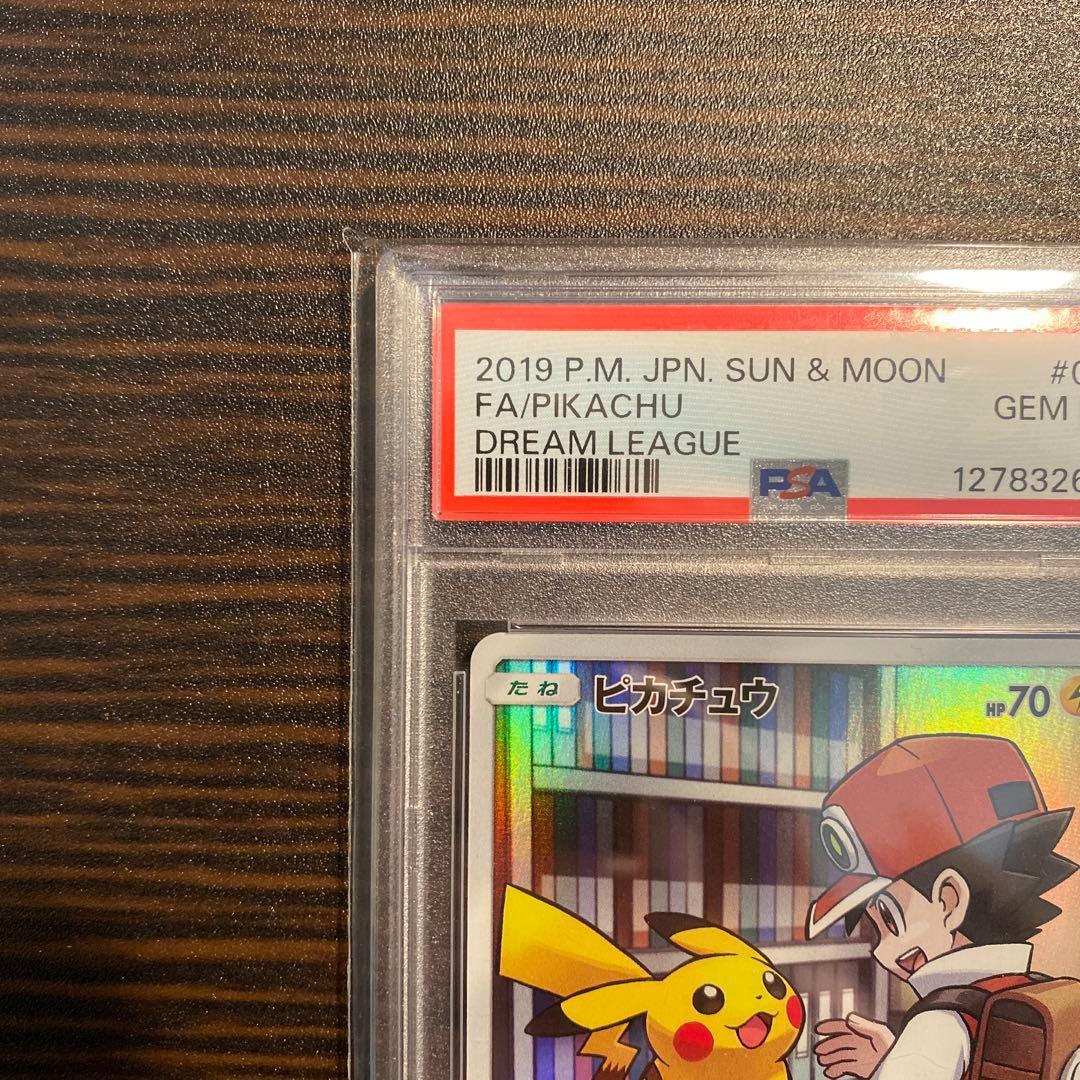 2019 P.M. JPN. SUN & MOON #0
FA/PIKACHU GEM
DREAM LEAGUE
PSA 1278326
たね ピカチュウ HP70